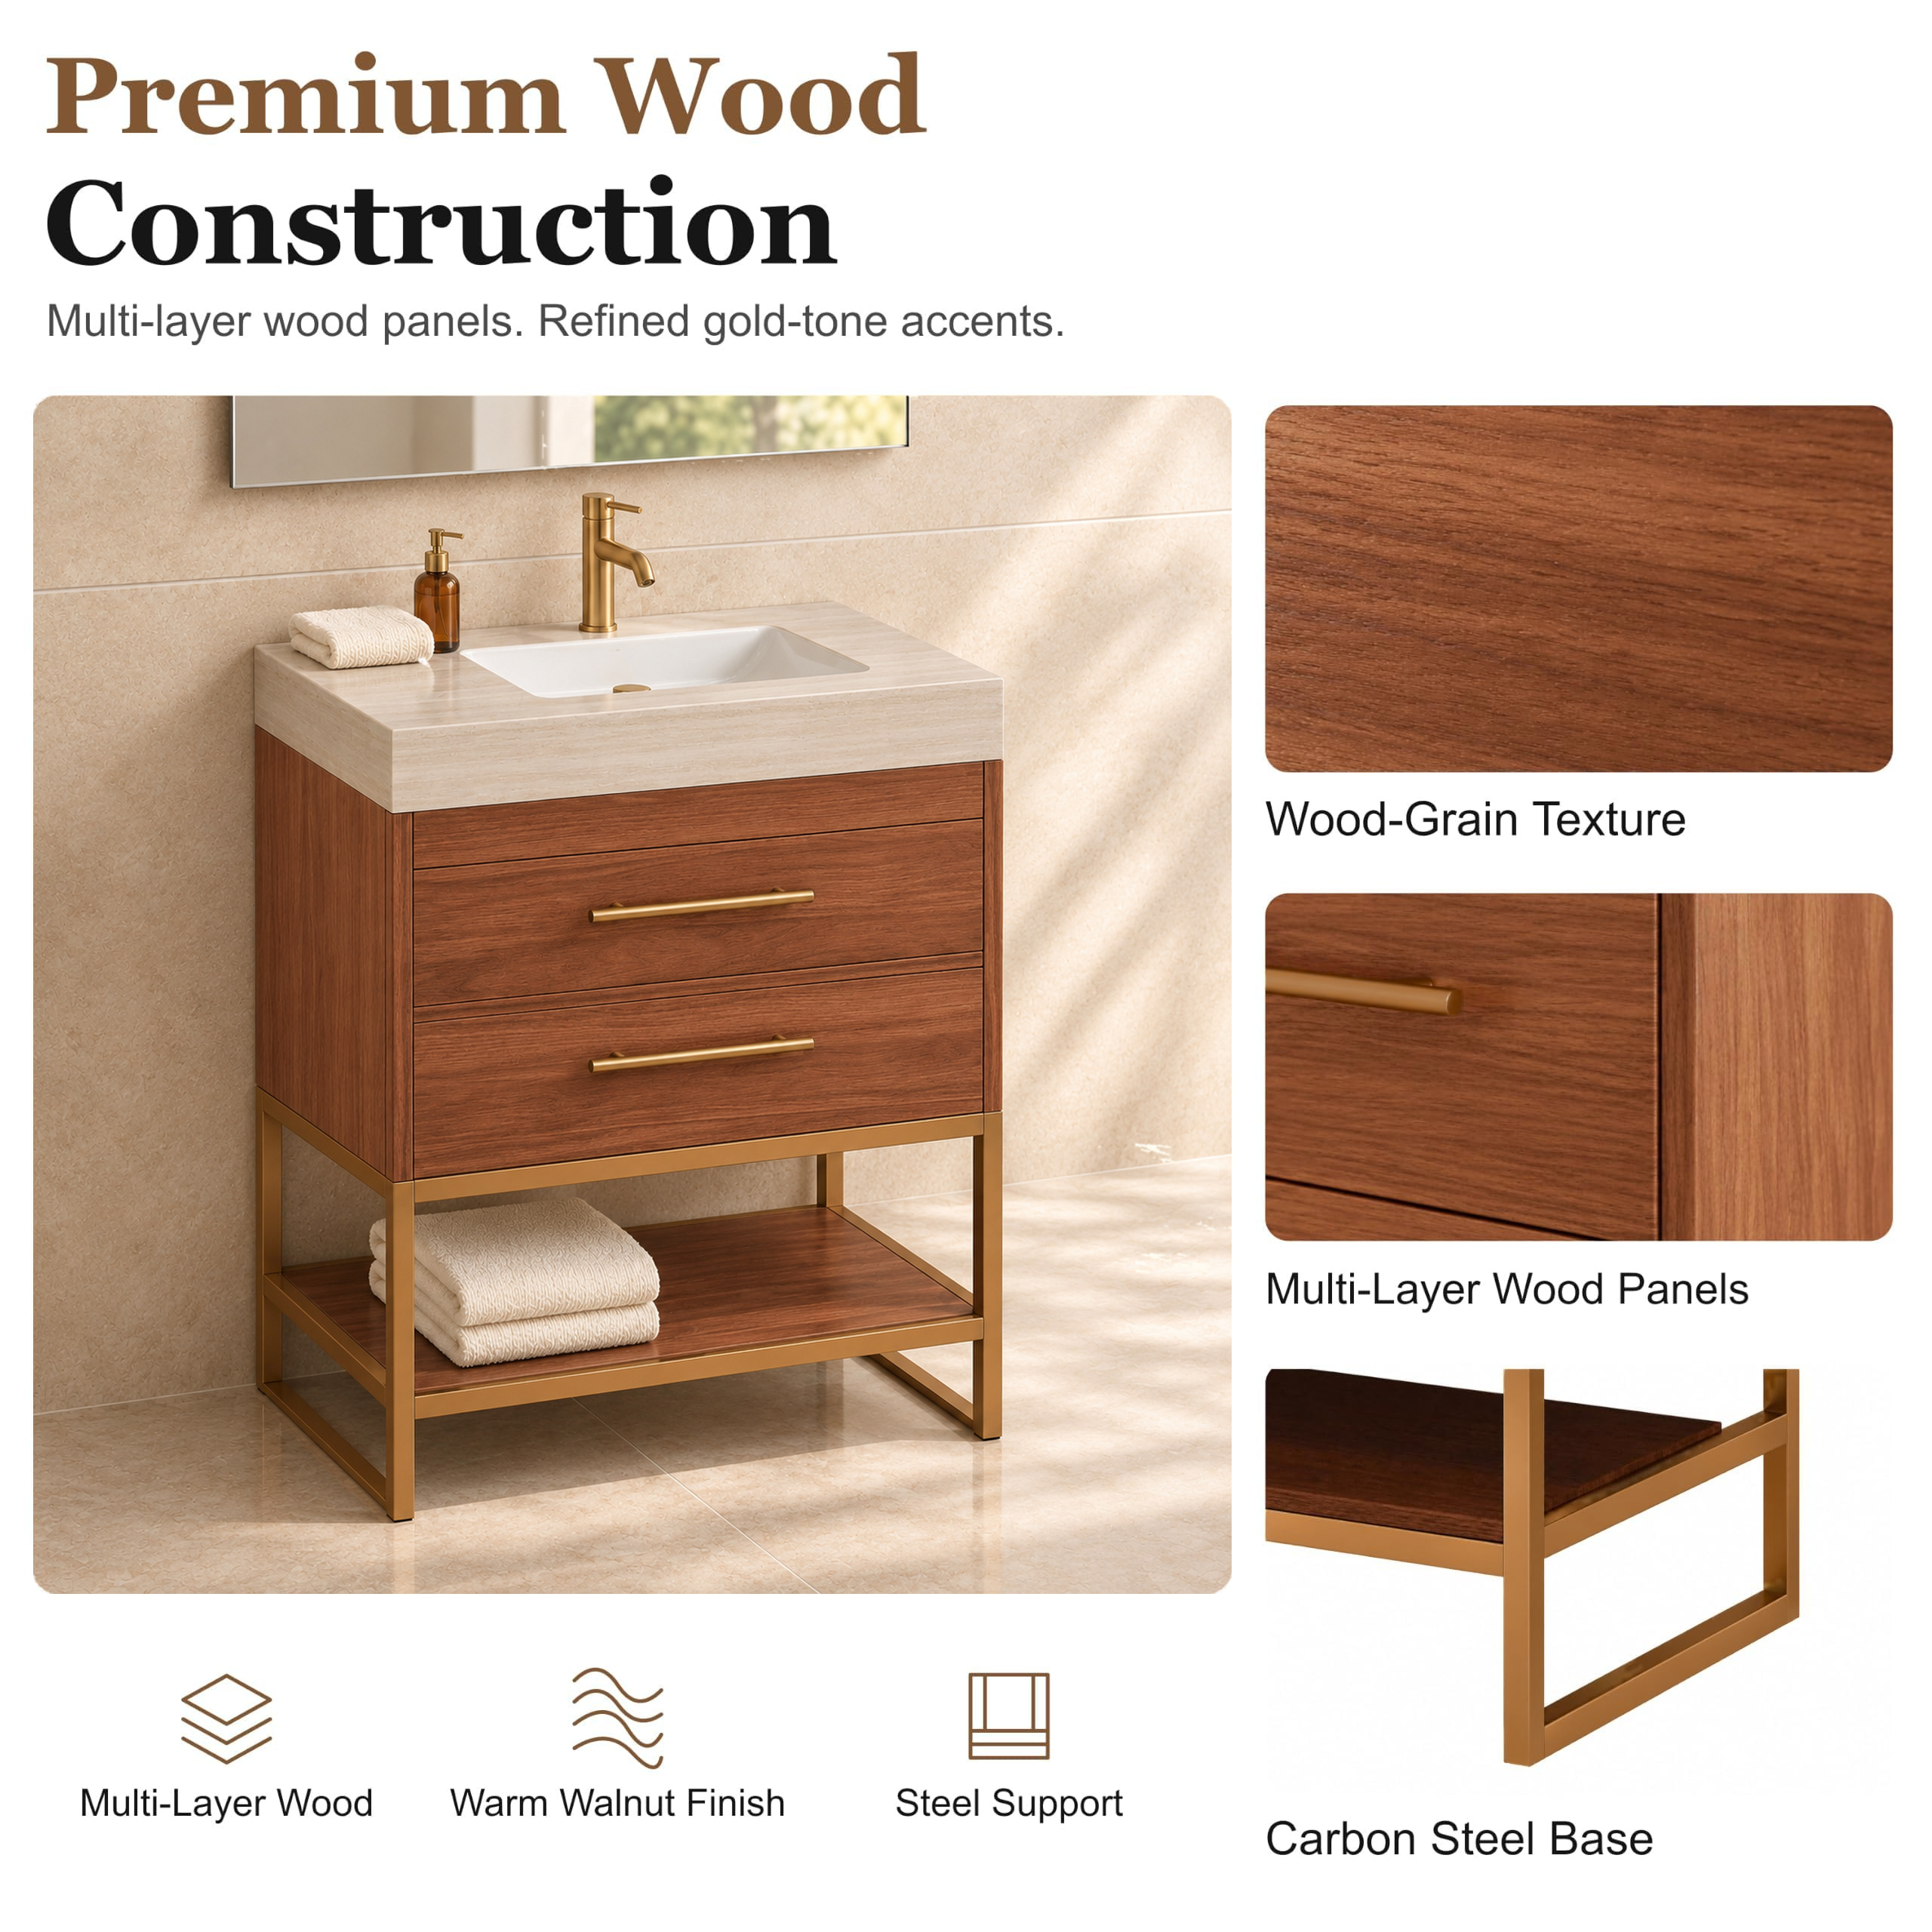 Premium Wood
Construction
Multi-layer wood panels. Refined gold-tone accents.
Wood-Grain Texture
Multi-Layer Wood Panels
Carbon Steel Base
Multi-Layer Wood
Warm Walnut Finish
Steel Support